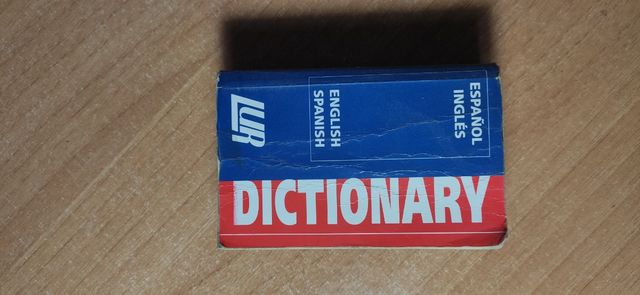 ESPAÑOL
INGLÉS
ENGLISH
SPANISH
LUR
DICTIONARY